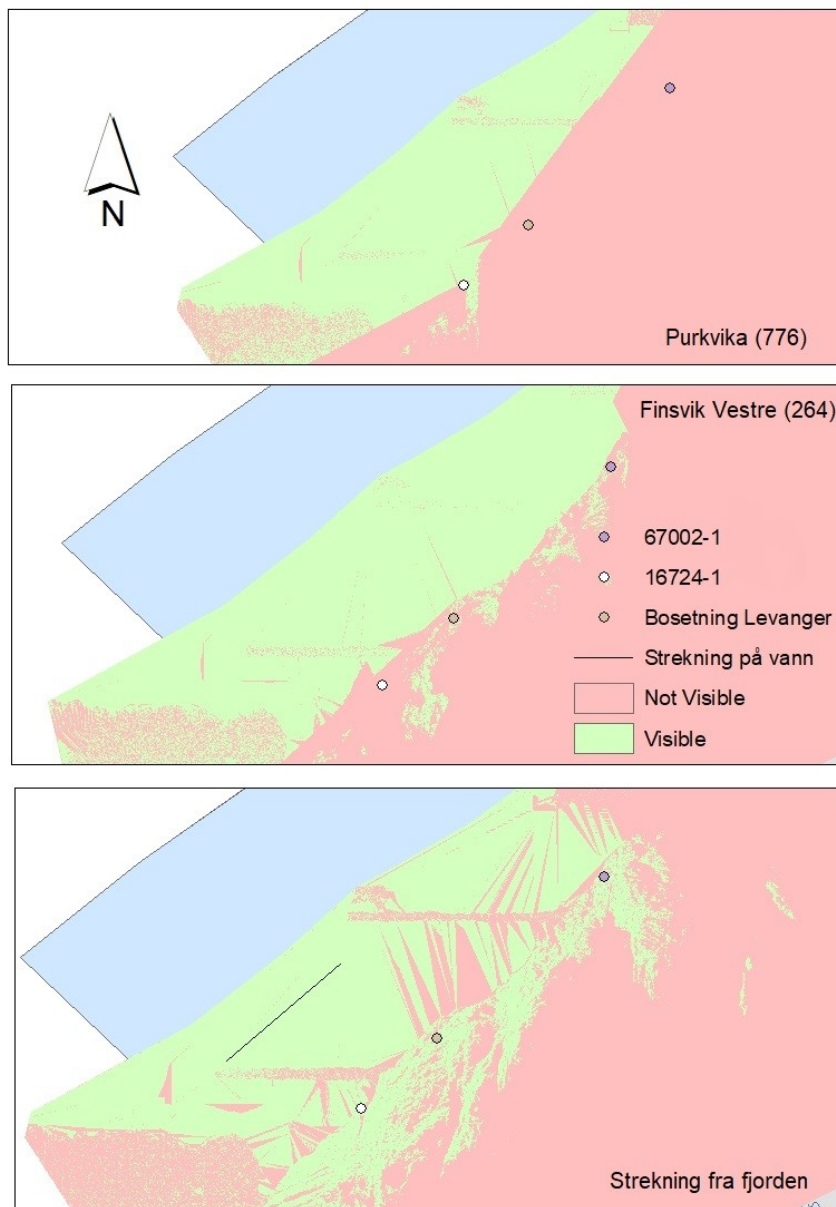 N
Purkvika (776)
Finsvik Vestre (264)
67002-1
16724-1
Bosetning Levanger
Strekning på vann
Not Visible
Visible
Strekning fra fjorden